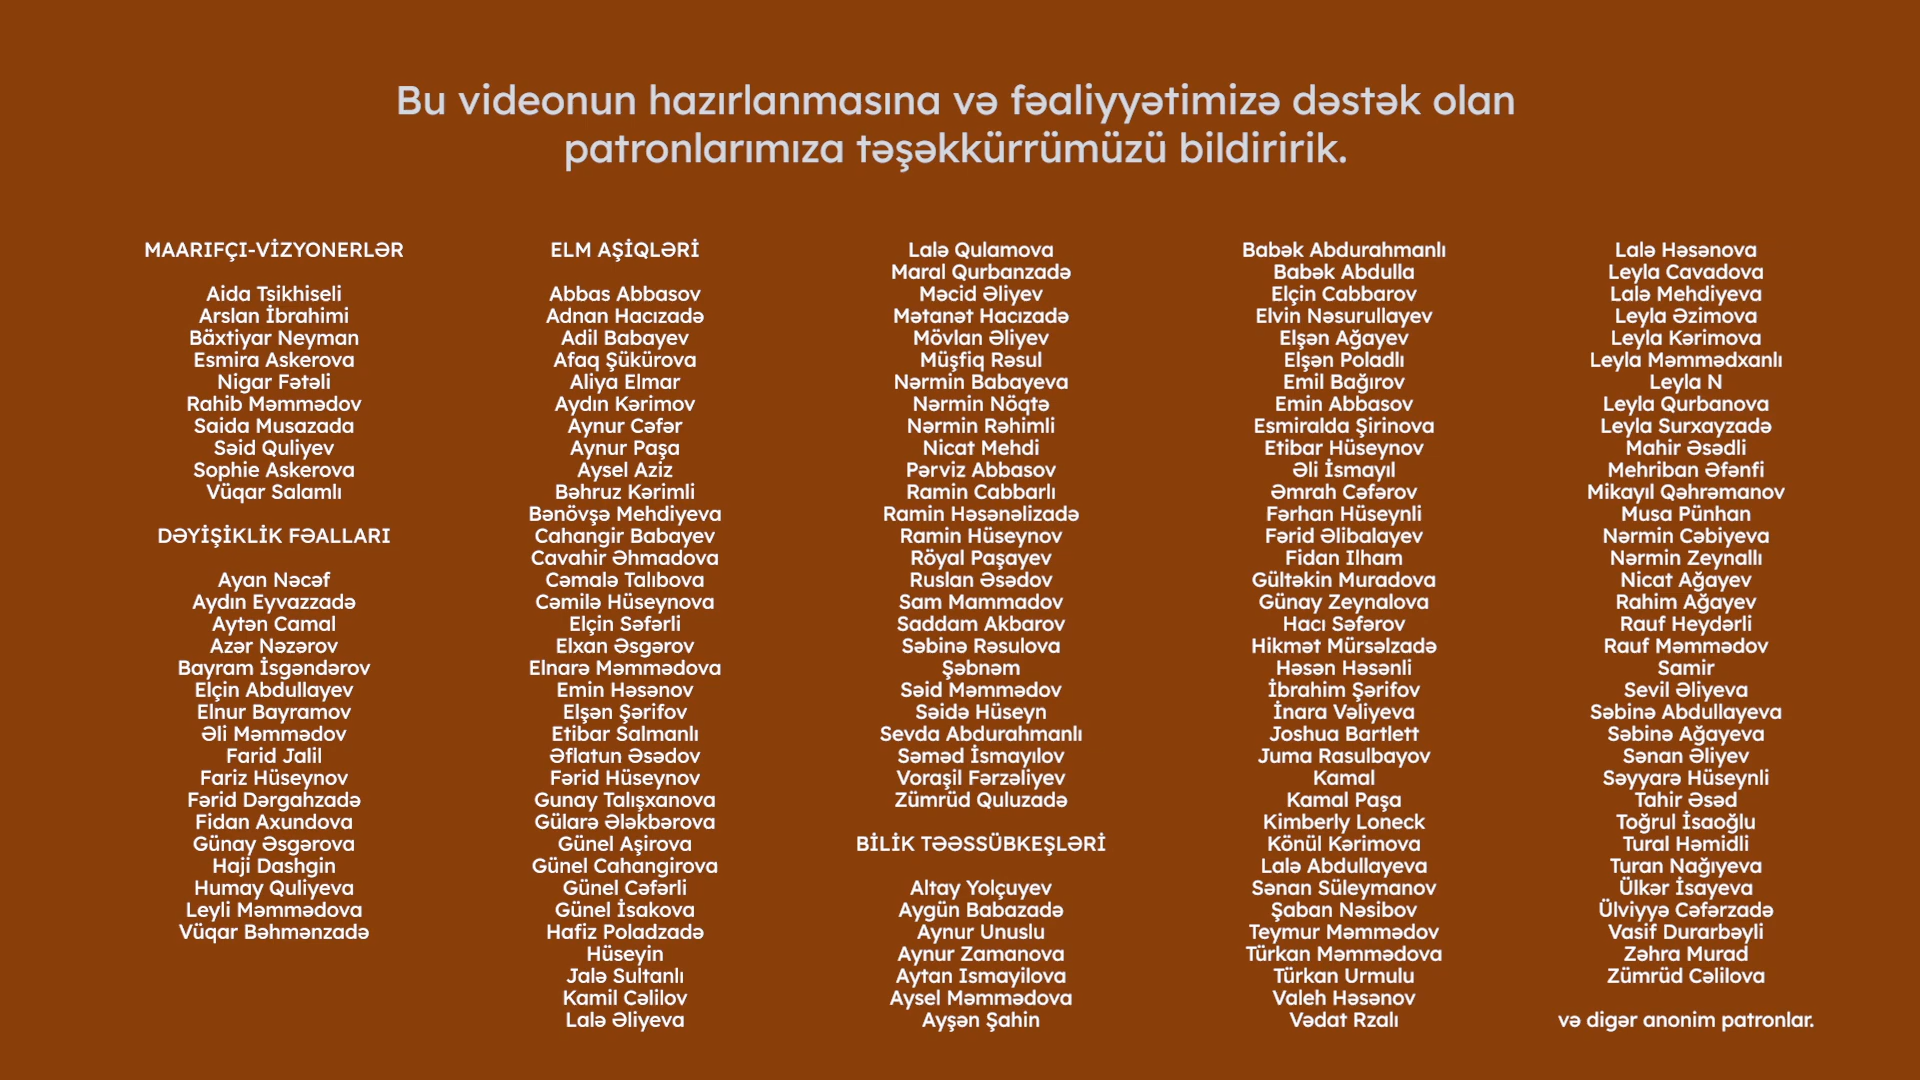 Bu videonun hazırlanmasına və fəaliyyətimizə dəstək olan
patronlarımıza təşəkkürrümüzü bildiririk.
MAARIFÇI-VİZYONERLƏR
Aida Tsikhiseli
Arslan İbrahimi
Bäxtiyar Neyman
Esmira Askerova
Nigar Fətəli
Rahib Məmmədov
Saida Musazada
Səid Quliyev
Sophie Askerova
Vüqar Salamlı
DƏYİŞİKLİK FƏALLARI
Ayan Nəcəf
Aydın Eyvazzadə
Aytən Camal
Azər Nəzərov
Bayram İsgəndərov
Elçin Abdullayev
Elnur Bayramov
Əli Məmmədov
Farid Jalil
Fariz Hüseynov
Fərid Dərgahzadə
Fidan Axundova
Günay Əsgərova
Haji Dashgin
Humay Quliyeva
Leyli Məmmədova
Vüqar Bəhmənzadə
ELM AŞİQLƏRİ
Abbas Abbasov
Adnan Hacızadə
Adil Babayev
Afaq Şükürova
Aliya Elmar
Aydın Kərimov
Aynur Cəfər
Aynur Paşa
Aysel Aziz
Bəhruz Kərimli
Bənövşə Mehdiyeva
Cahangir Babayev
Cavahir Əhmadova
Cəmalə Talıbova
Cəmilə Hüseynova
Elçin Səfərli
Elxan Əsgərov
Elnarə Məmmədova
Emin Həsənov
Elşən Şərifov
Etibar Salmanlı
Əflatun Əsədov
Fərid Hüseynov
Gunay Talışxanova
Gülarə Ələkbərova
Günel Aşirova
Günel Cahangirova
Günel Cəfərli
Günel İsakova
Hafiz Poladzadə
Hüseyin
Jalə Sultanlı
Kamil Cəlilov
Lalə Əliyeva
Lalə Qulamova
Maral Qurbanzadə
Məcid Əliyev
Mətanət Hacızadə
Mövlan Əliyev
Müşfiq Rəsul
Nərmin Babayeva
Nərmin Nöqtə
Nərmin Rəhimli
Nicat Mehdi
Pərviz Abbasov
Ramin Cabbarlı
Ramin Həsənəlizadə
Ramin Hüseynov
Röyal Paşayev
Ruslan Əsədov
Sam Mammadov
Saddam Akbarov
Səbinə Rəsulova
Şəbnəm
Səid Məmmədov
Səidə Hüseyn
Sevda Abdurahmanlı
Səməd İsmayılov
Voraşil Fərzəliyev
Zümrüd Quluzadə
BİLİK TƏƏSSÜBKEŞLƏRİ
Altay Yolçuyev
Aygün Babazadə
Aynur Unuslu
Aynur Zamanova
Aytan Ismayilova
Aysel Məmmədova
Ayşən Şahin
Babək Abdurahmanlı
Babək Abdulla
Elçin Cabbarov
Elvin Nəsurullayev
Elşən Ağayev
Elşən Poladlı
Emil Bağırov
Emin Abbasov
Esmiralda Şirinova
Etibar Hüseynov
Əli İsmayıl
Əmrah Cəfərov
Fərhan Hüseynli
Fərid Əlibalayev
Fidan Ilham
Gültəkin Muradova
Günay Zeynalova
Hacı Səfərov
Hikmət Mürsəlzadə
Həsən Həsənli
İbrahim Şərifov
İnara Vəliyeva
Joshua Bartlett
Juma Rasulbayov
Kamal
Kamal Paşa
Kimberly Loneck
Könül Kərimova
Lalə Abdullayeva
Sənan Süleymanov
Şaban Nəsibov
Teymur Məmmədov
Türkan Məmmədova
Türkan Urmulu
Valeh Həsənov
Vədat Rzalı
Lalə Həsənova
Leyla Cavadova
Lalə Mehdiyeva
Leyla Əzimova
Leyla Kərimova
Leyla Məmmədxanlı
Leyla N
Leyla Qurbanova
Leyla Surxayzadə
Mahir Əsədli
Mehriban Əfənfi
Mikayıl Qəhrəmanov
Musa Pünhan
Nərmin Cəbiyeva
Nərmin Zeynallı
Nicat Ağayev
Rahim Ağayev
Rauf Heydərli
Rauf Məmmədov
Samir
Sevil Əliyeva
Səbinə Abdullayeva
Səbinə Ağayeva
Sənan Əliyev
Səyyarə Hüseynli
Tahir Əsəd
Toğrul İsaoğlu
Tural Həmidli
Turan Nağıyeva
Ülkər İsayeva
Ülviyyə Cəfərzadə
Vasif Durarbəyli
Zəhra Murad
Zümrüd Cəlilova
və digər anonim patronlar.